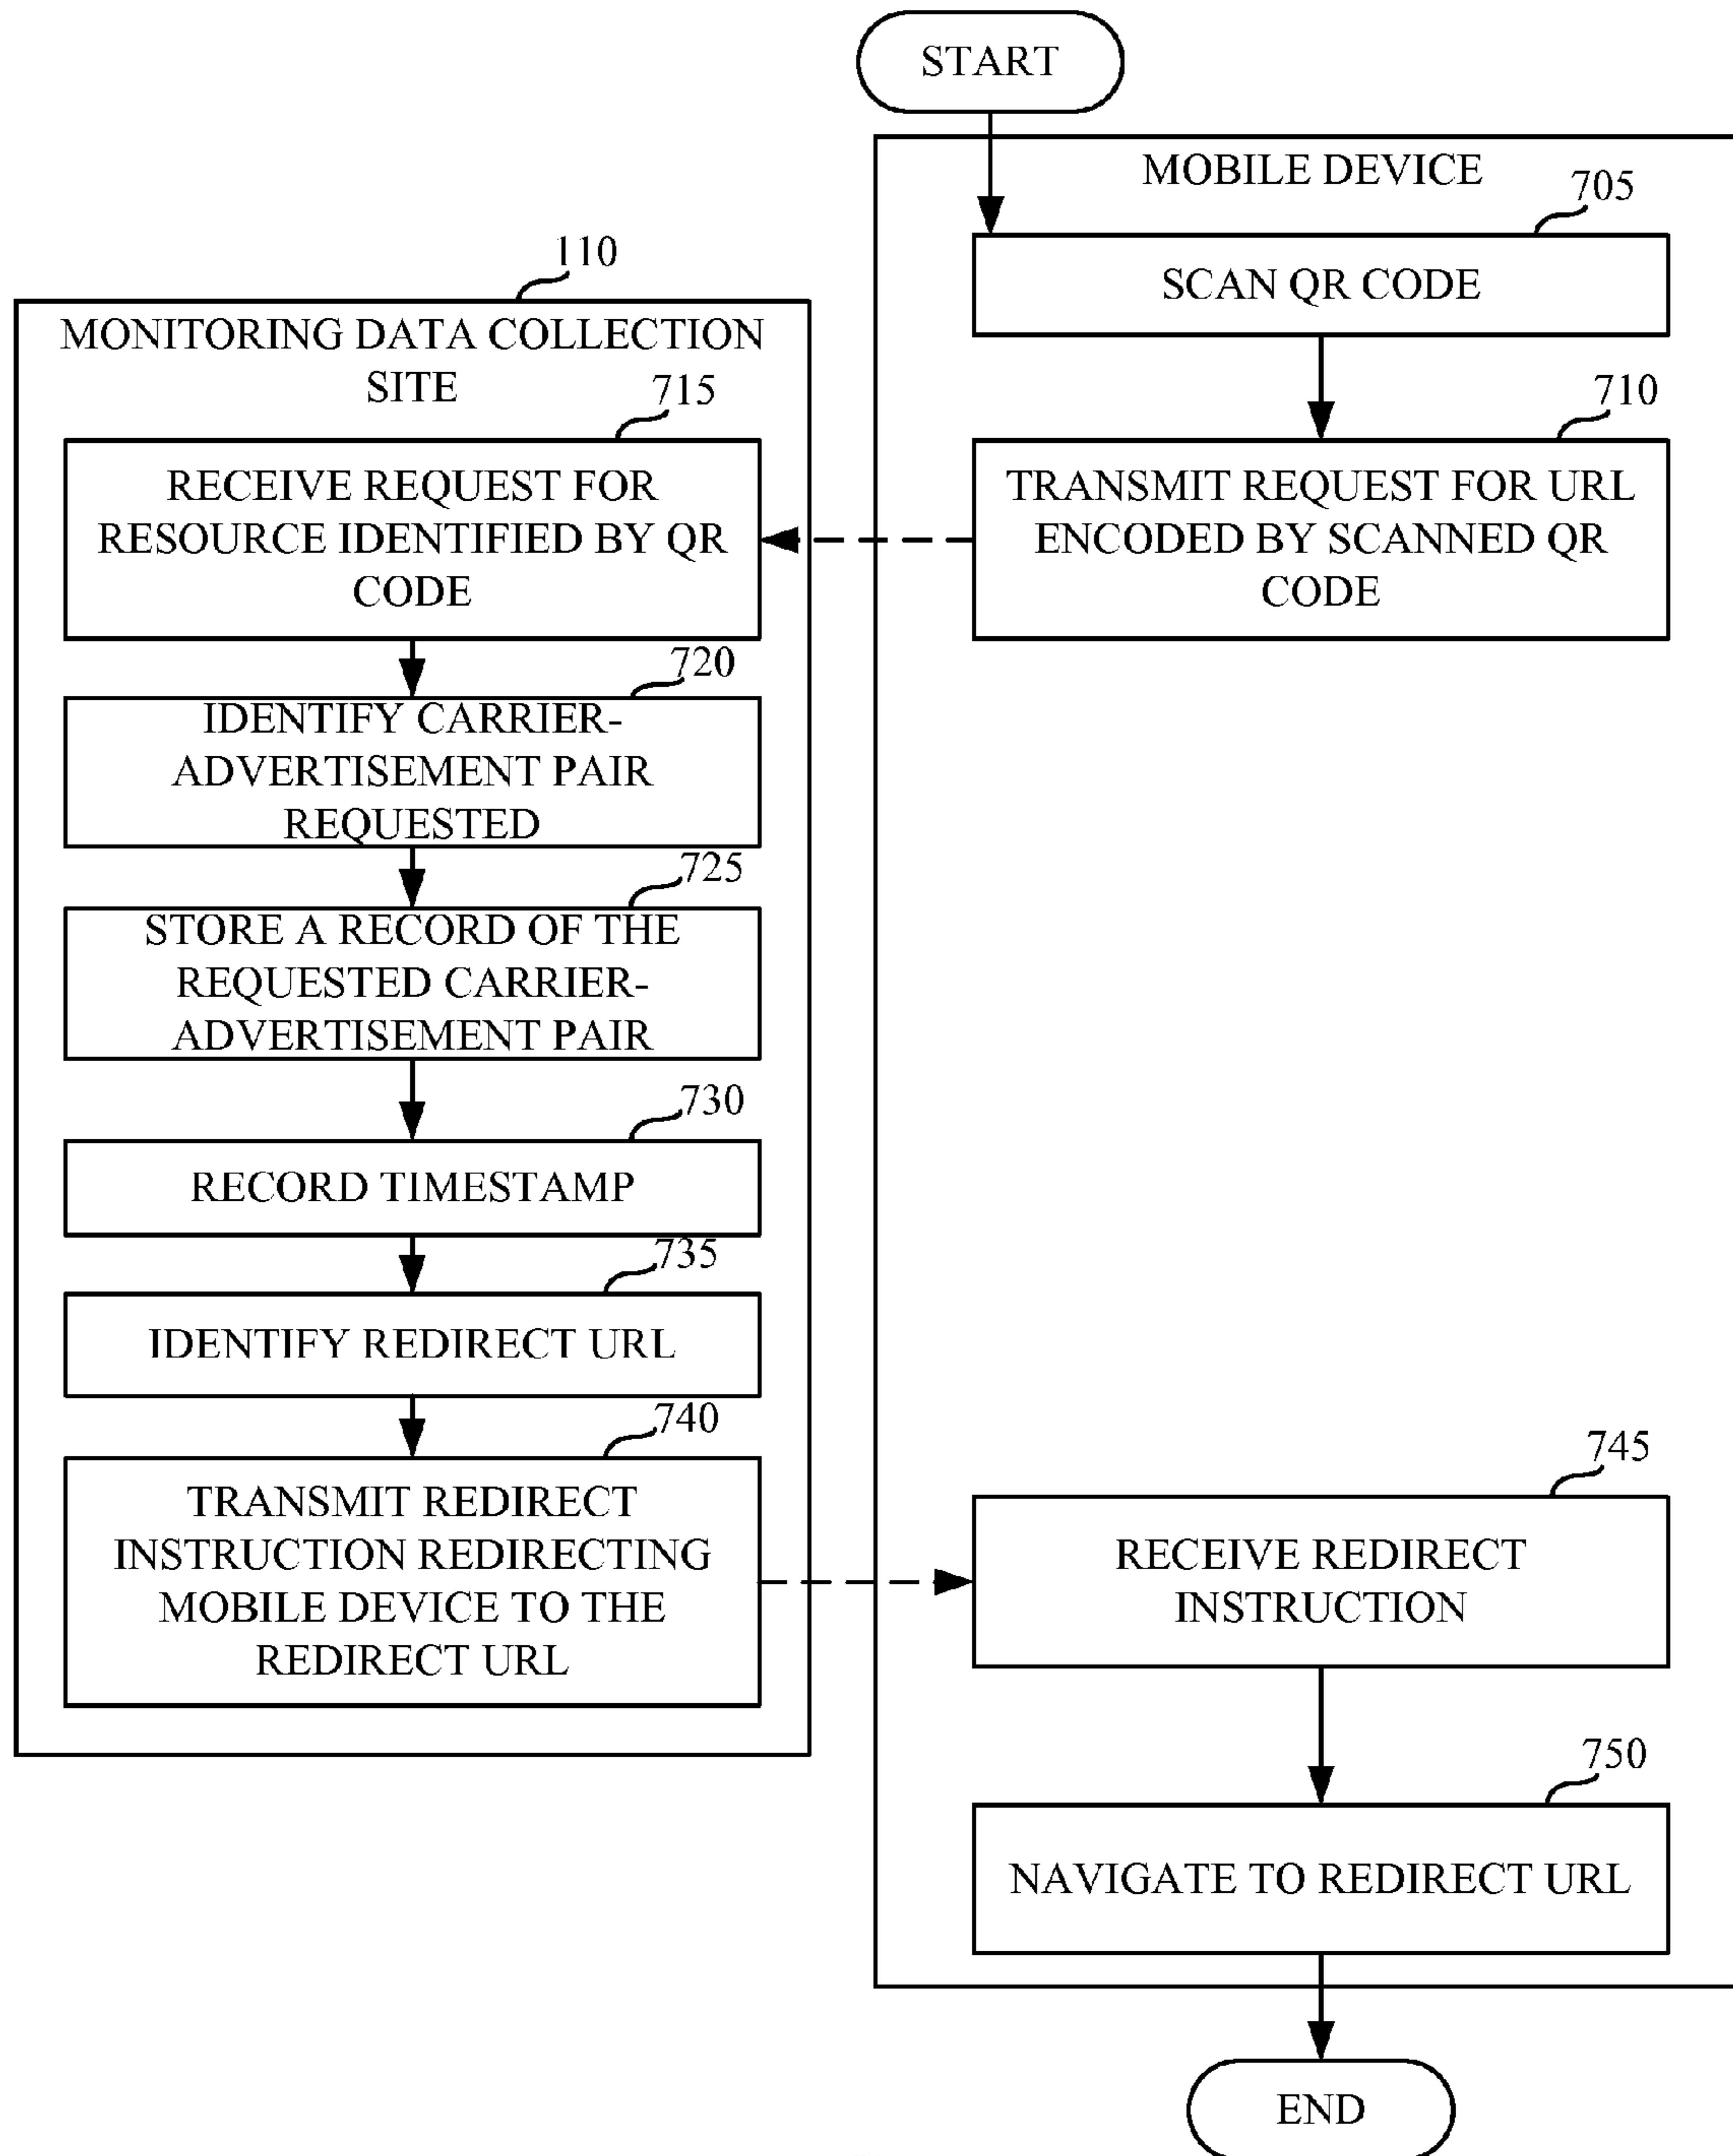 START
MOBILE DEVICE
705
SCAN QR CODE
710
TRANSMIT REQUEST FOR URL
ENCODED BY SCANNED QR
CODE
110
MONITORING DATA COLLECTION
SITE
715
RECEIVE REQUEST FOR
RESOURCE IDENTIFIED BY QR
CODE
720
IDENTIFY CARRIER-
ADVERTISEMENT PAIR
REQUESTED
725
STORE A RECORD OF THE
REQUESTED CARRIER-
ADVERTISEMENT PAIR
730
RECORD TIMESTAMP
735
IDENTIFY REDIRECT URL
740
TRANSMIT REDIRECT
INSTRUCTION REDIRECTING
MOBILE DEVICE TO THE
REDIRECT URL
745
RECEIVE REDIRECT
INSTRUCTION
750
NAVIGATE TO REDIRECT URL
END